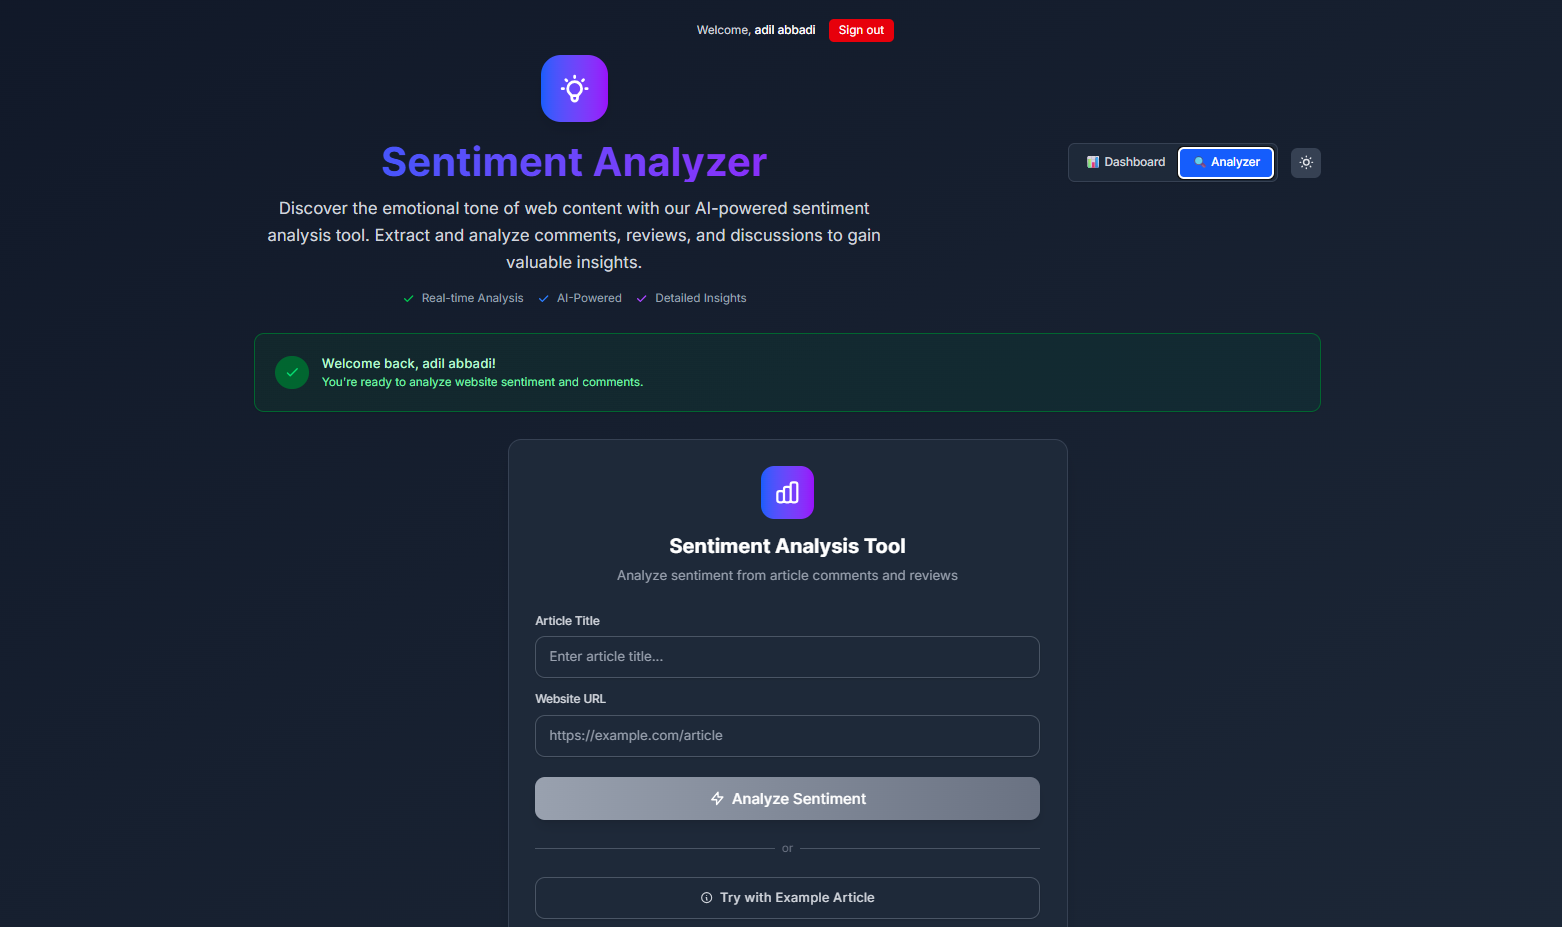 Welcome, adil abbadi
Sign out
Sentiment Analyzer
Dashboard
Analyzer
Discover the emotional tone of web content with our AI-powered sentiment
analysis tool. Extract and analyze comments, reviews, and discussions to gain
valuable insights.
Real-time Analysis
AI-Powered
Detailed Insights
Welcome back, adil abbadi!
You're ready to analyze website sentiment and comments.
Sentiment Analysis Tool
Analyze sentiment from article comments and reviews
Article Title
Enter article title...
Website URL
https://example.com/article
Analyze Sentiment
or
Try with Example Article